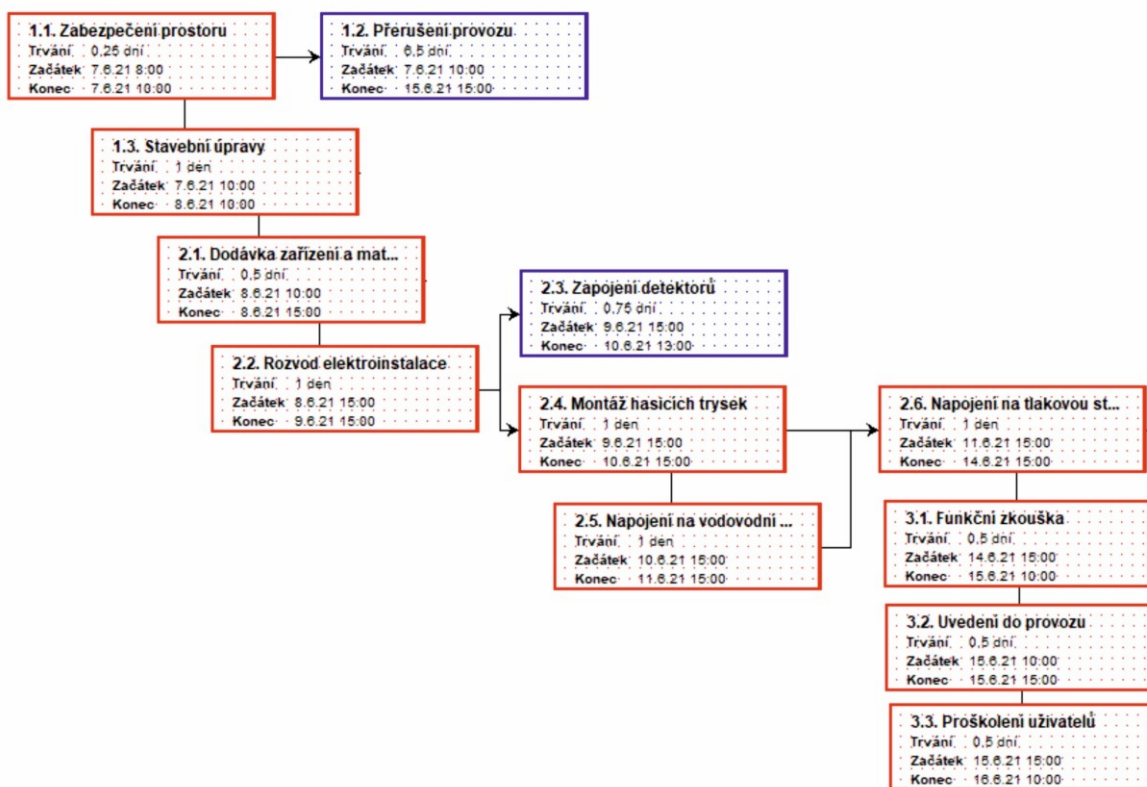 1.1. Zabezpečení prostoru
Trvání 0,25 dní
Začátek 7.6.21 8:00
Konec 7.6.21 10:00
1.2. Přerušení provozu
Trvání 6,5 dní
Začátek 7.6.21 10:00
Konec 15.6.21 15:00
1.3. Stavební úpravy
Trvání 1 den
Začátek 7.6.21 10:00
Konec 8.6.21 10:00
2.1. Dodávka zařízení a mat...
Trvání 0,5 dní
Začátek 8.6.21 10:00
Konec 8.6.21 15:00
2.2. Rozvod elektroinstalace
Trvání 1 den
Začátek 8.6.21 15:00
Konec 9.6.21 15:00
2.3. Zapojení detektorů
Trvání 0,75 dní
Začátek 9.6.21 15:00
Konec 10.6.21 13:00
2.4. Montáž hasicích trysek
Trvání 1 den
Začátek 9.6.21 15:00
Konec 10.6.21 15:00
2.5. Napojení na vodovodní ...
Trvání 1 den
Začátek 10.6.21 15:00
Konec 11.6.21 15:00
2.6. Napojení na tlakovou st...
Trvání 1 den
Začátek 11.6.21 15:00
Konec 14.6.21 15:00
3.1. Funkční zkouška
Trvání 0,5 dní
Začátek 14.6.21 15:00
Konec 15.6.21 10:00
3.2. Uvedení do provozu
Trvání 0,5 dní
Začátek 15.6.21 10:00
Konec 15.6.21 15:00
3.3. Proškolení uživatelů
Trvání 0,5 dní
Začátek 15.6.21 15:00
Konec 16.6.21 10:00